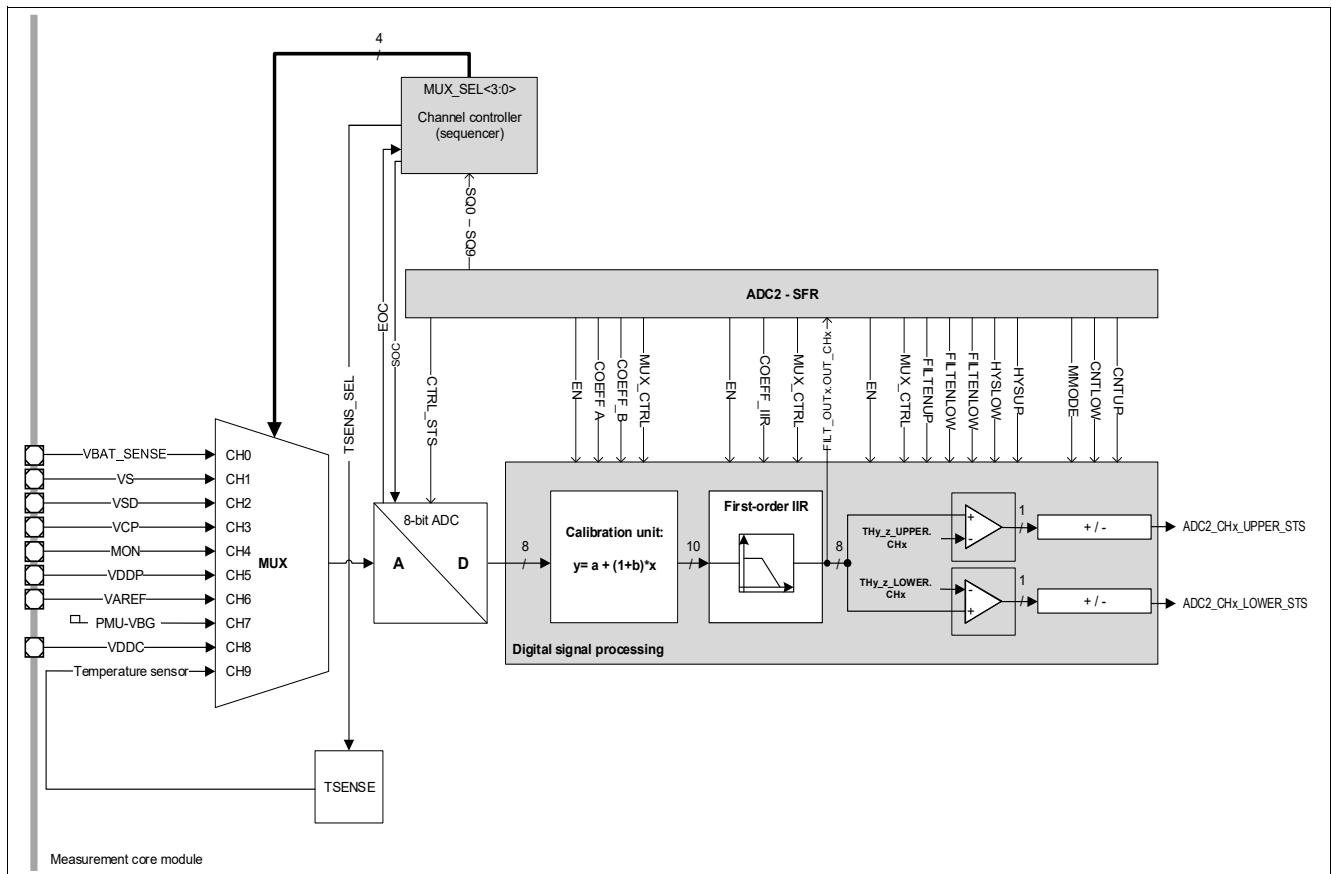 4
MUX_SEL<3:0>
Channel controller
(sequencer)
SQ0 – SQ9
ADC2 - SFR
TSENS_SEL
EOC
SOC
CTRL_STS
EN
COEFF A
COEFF_B
MUX_CTRL
EN
COEFF_IIR
MUX_CTRL
FILT_OUTx.OUT_CHx
EN
MUX_CTRL
FILTENUP
FILTENLOW
FILTENLOW
HYSLOW
HYSUP
MMODE
CNTLOW
CNTUP
VBAT_SENSE CH0
VS CH1
VSD CH2
VCP CH3
MON CH4
VDDP CH5
VAREF CH6
PMU-VBG CH7
VDDC CH8
Temperature sensor CH9
MUX
8-bit ADC
A D
8
Calibration unit:
y= a + (1+b)*x
10
First-order IIR
8
THy_z_UPPER.
CHx
+
-
1
+ / -
ADC2_CHx_UPPER_STS
THy_z_LOWER.
CHx
-
+
1
+ / -
ADC2_CHx_LOWER_STS
Digital signal processing
TSENSE
Measurement core module